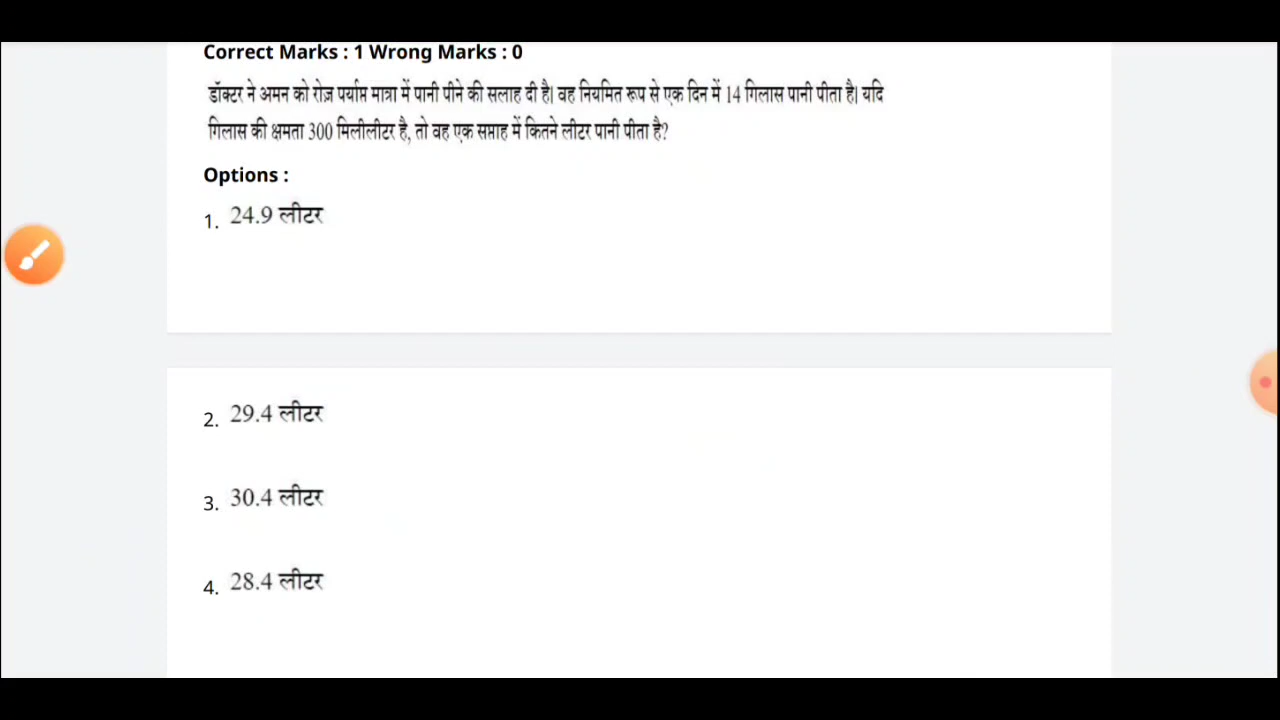 Correct Marks : 1 Wrong Marks : 0
डॉक्टर ने अमन को रोज़ पर्याप्त मात्रा में पानी पीने की सलाह दी है। वह नियमित रूप से एक दिन में 14 गिलास पानी पीता है। यदि
गिलास की क्षमता 300 मिलीलीटर है, तो वह एक सप्ताह में कितने लीटर पानी पीता है?
Options :
1. 24.9 लीटर
2. 29.4 लीटर
3. 30.4 लीटर
4. 28.4 लीटर